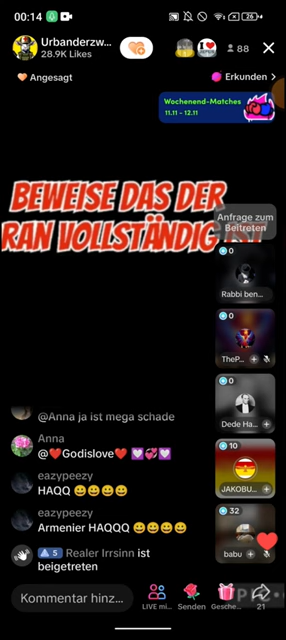 00:14
26
Urbanderzw...
28.9K Likes
88
Angesagt
Erkunden
Wochenend-Matches
11.11 - 12.11
BEWEISE DAS DER
RAN VOLLSTÄNDIG
Anfrage zum
Beitreten
0
Rabbi ben...
0
TheP...
0
Dede Ha...
10
JAKOBU...
32
babu
@Anna ja ist mega schade
Anna
@❤️Godislove❤️ 💟💞💟
eazypeezy
HAQQ 😀😀😀😀
eazypeezy
Armenier HAQQQ 😀😀😀😀
5 Realer Irrsinn ist
beigetreten
Kommentar hinz...
LIVE mi...
Senden
Gesche...
21